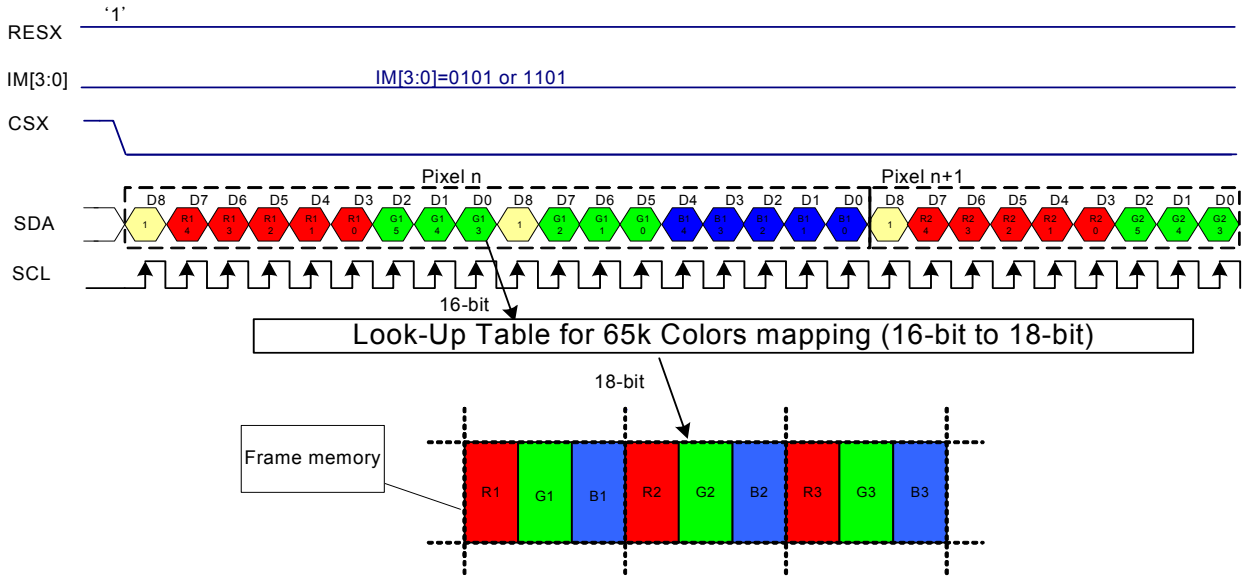 ‘1’
RESX
IM[3:0]
IM[3:0]=0101 or 1101
CSX
Pixel n
Pixel n+1
D8 D7 D6 D5 D4 D3 D2 D1 D0 D8 D7 D6 D5 D4 D3 D2 D1 D0 D8 D7 D6 D5 D4 D3 D2 D1 D0
SDA
1 R1 4 R1 3 R1 2 R1 1 R1 0 G1 5 G1 4 G1 3 1 G1 2 G1 1 G1 0 B1 4 B1 3 B1 2 B1 1 B1 0 1 R2 4 R2 3 R2 2 R2 1 R2 0 G2 5 G2 4 G2 3
SCL
16-bit
Look-Up Table for 65k Colors mapping (16-bit to 18-bit)
18-bit
Frame memory
R1 G1 B1 R2 G2 B2 R3 G3 B3